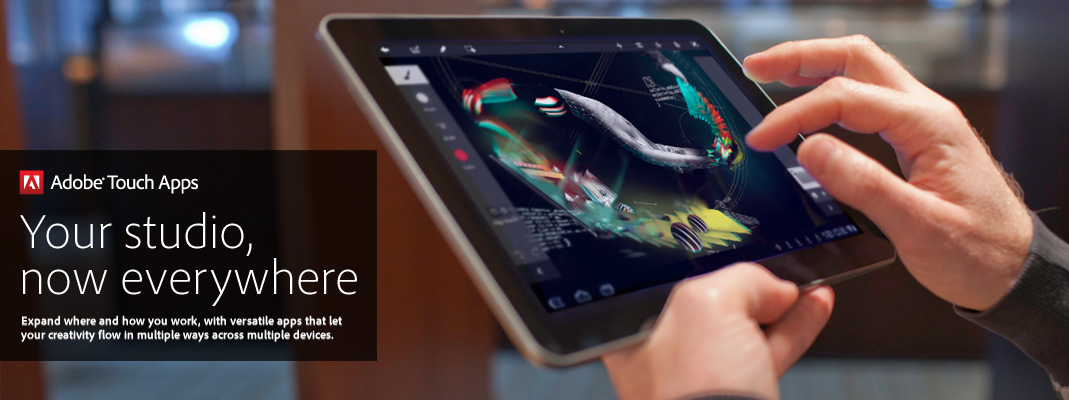 Adobe® Touch Apps
Your studio,
now everywhere
Expand where and how you work, with versatile apps that let
your creativity flow in multiple ways across multiple devices.